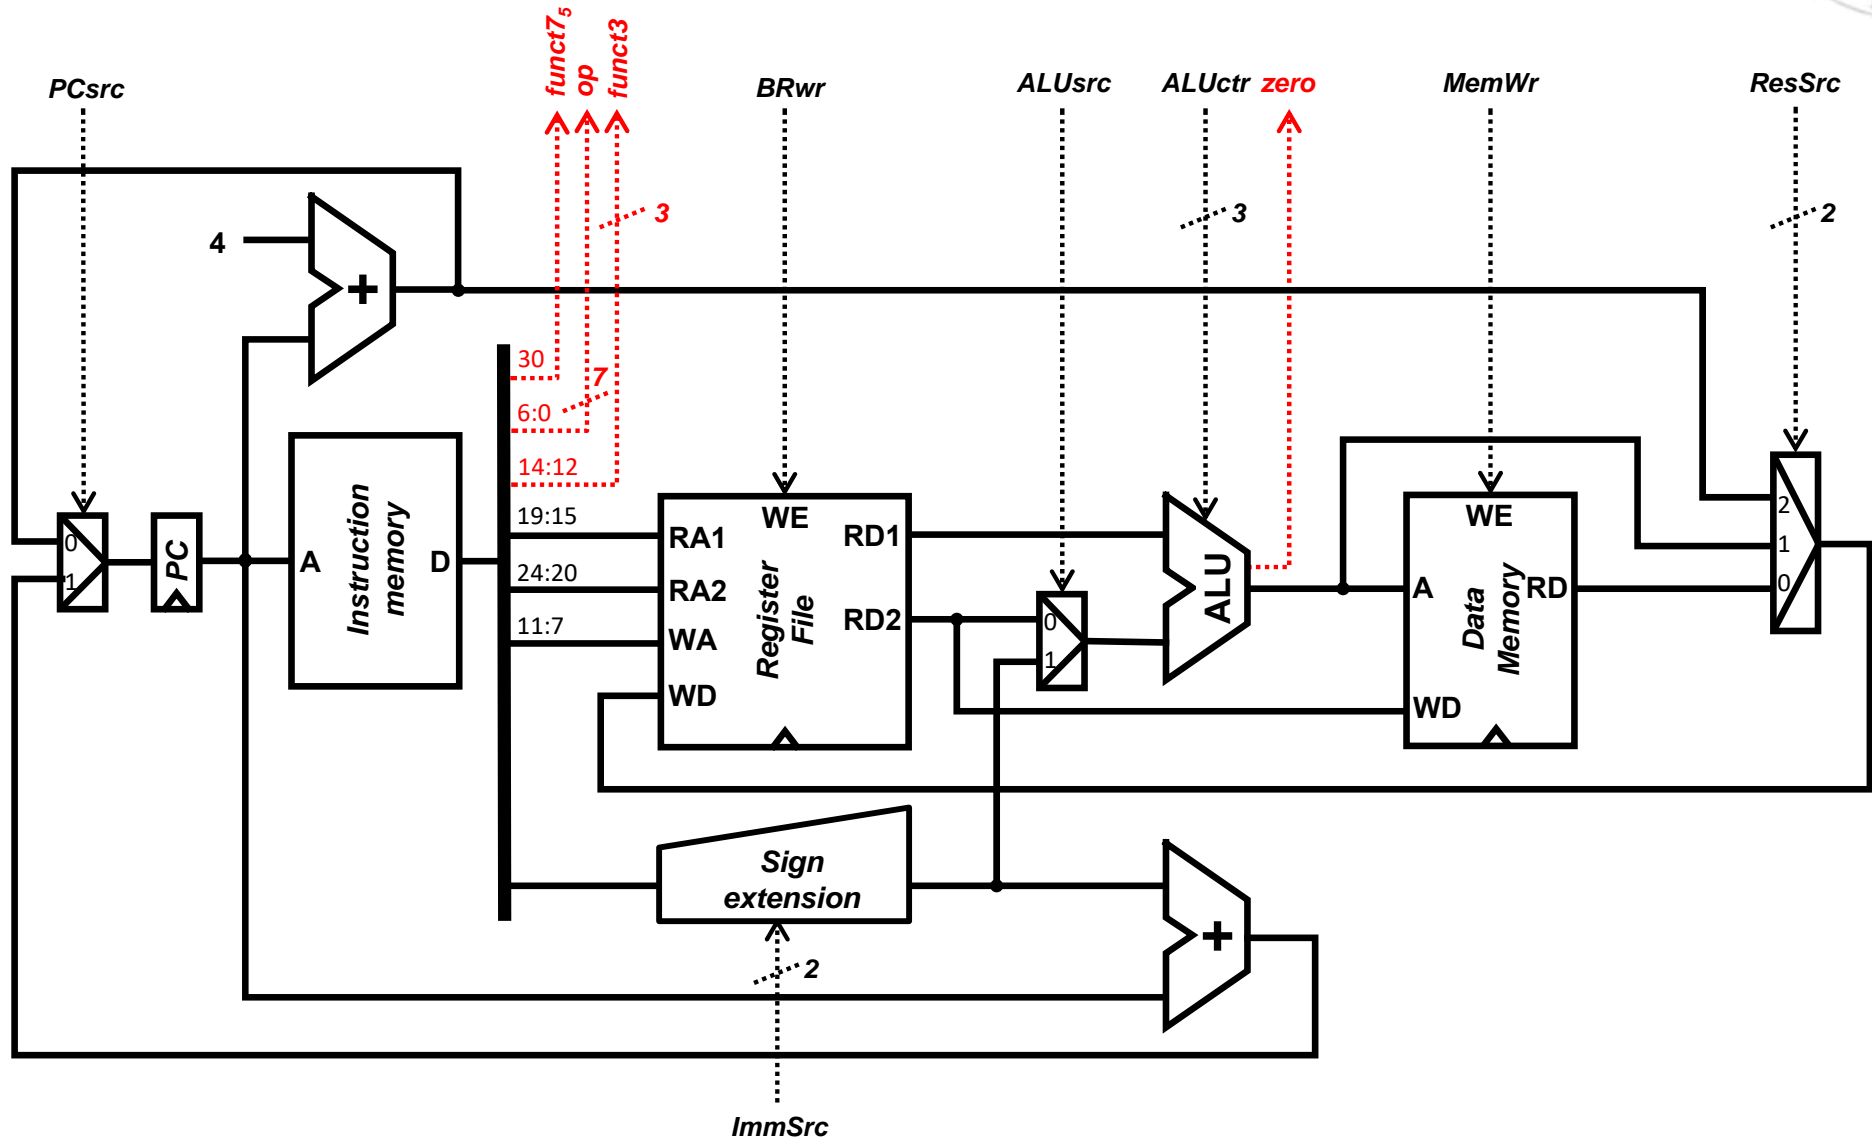 funct7₅
op
funct3
PCsrc
BRwr
ALUsrc
ALUctr
zero
MemWr
ResSrc
3
3
2
4
+
30
7
6:0
14:12
Instruction
memory
A
D
0
1
PC
19:15
24:20
11:7
RA1
RA2
WA
WD
WE
Register
File
RD1
RD2
0
1
ALU
WE
A
RD
Data
Memory
WD
2
1
0
Sign
extension
+
2
ImmSrc